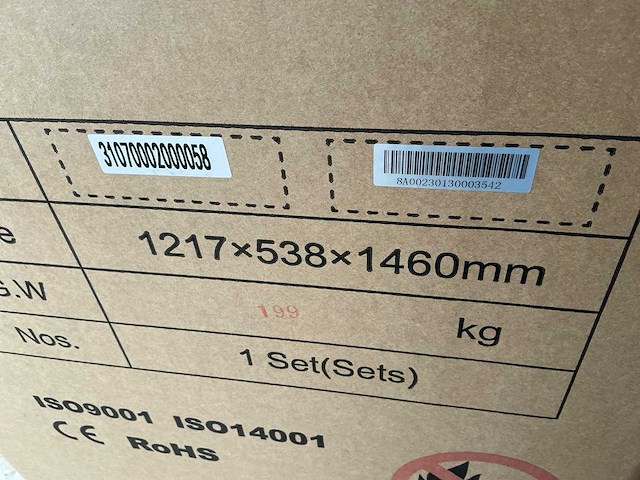 31070002000058
8A00230130003542
e 1217×538×1460mm
G.W 199 kg
Nos. 1 Set(Sets)
ISO9001 ISO14001
CE RoHS